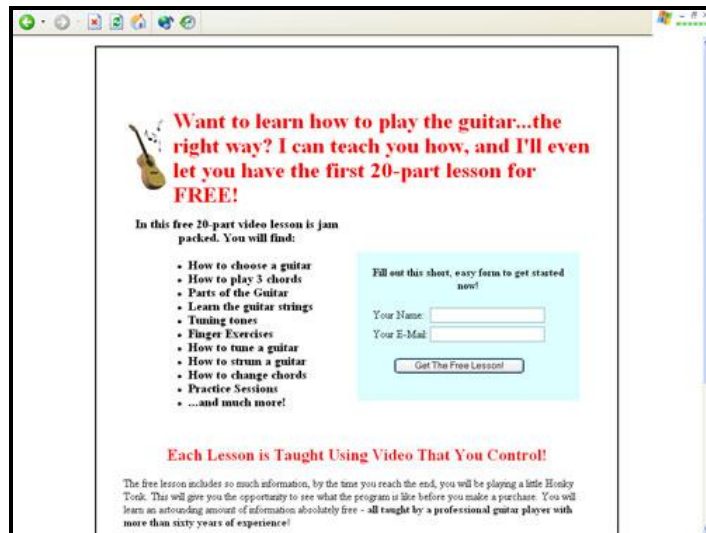 Want to learn how to play the guitar...the
right way? I can teach you how, and I'll even
let you have the first 20-part lesson for
FREE!
In this free 20-part video lesson is jam
packed. You will find:
How to choose a guitar
How to play 3 chords
Parts of the Guitar
Learn the guitar strings
Tuning tones
Finger Exercises
How to tune a guitar
How to strum a guitar
How to change chords
Practice Sessions
...and much more!
Fill out this short, easy form to get started
now!
Your Name:
Your E-Mail:
Get The Free Lesson!
Each Lesson is Taught Using Video That You Control!
The free lesson includes so much information, by the time you reach the end, you will be playing a little Honky
Tonk. This will give you the opportunity to see what the program is like before you make a purchase. You will
learn an astounding amount of information absolutely free - all taught by a professional guitar player with
more than sixty years of experience!